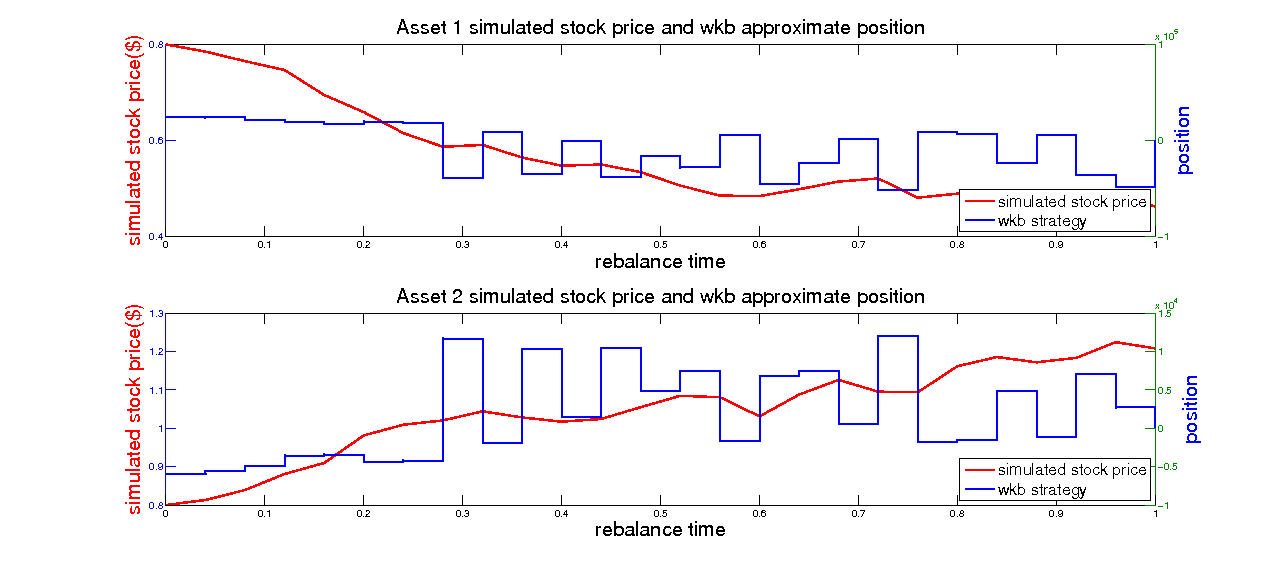 Asset 1 simulated stock price and wkb approximate position
x 10^5
simulated stock price($)
0.8
0.6
0.4
1
0
-1
position
simulated stock price
wkb strategy
0 0.1 0.2 0.3 0.4 0.5 0.6 0.7 0.8 0.9 1
rebalance time
Asset 2 simulated stock price and wkb approximate position
x 10^4
simulated stock price($)
1.3
1.2
1.1
1
0.9
0.8
1.5
1
0.5
0
-0.5
-1
position
simulated stock price
wkb strategy
0 0.1 0.2 0.3 0.4 0.5 0.6 0.7 0.8 0.9 1
rebalance time